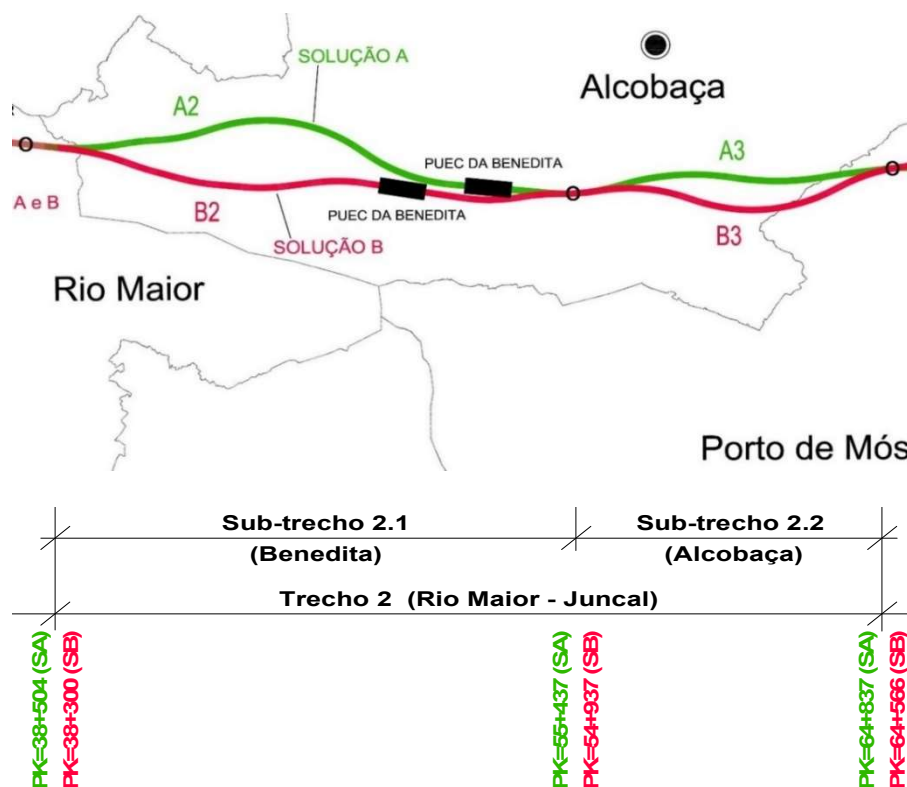 SOLUÇÃO A
Alcobaça
A2
PUEC DA BENEDITA
A3
A e B
B2
PUEC DA BENEDITA
B3
SOLUÇÃO B
Rio Maior
Porto de Mós
Sub-trecho 2.1
(Benedita)
Sub-trecho 2.2
(Alcobaça)
Trecho 2 (Rio Maior - Juncal)
PK=38+504 (SA)
PK=38+300 (SB)
PK=55+437 (SA)
PK=54+937 (SB)
PK=64+837 (SA)
PK=64+566 (SB)